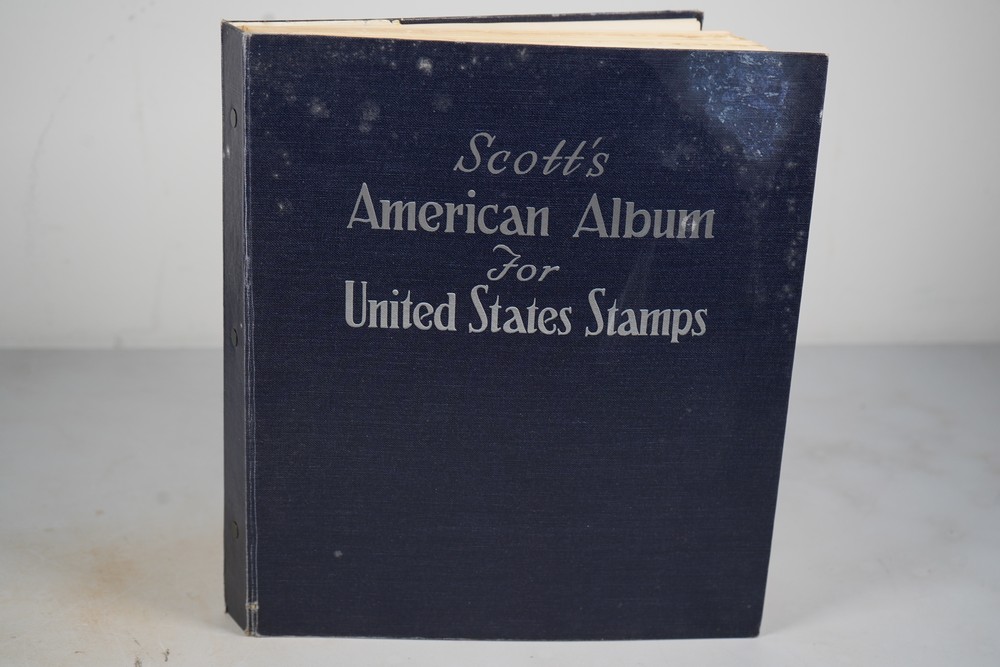 Scott's
American Album
For
United States Stamps